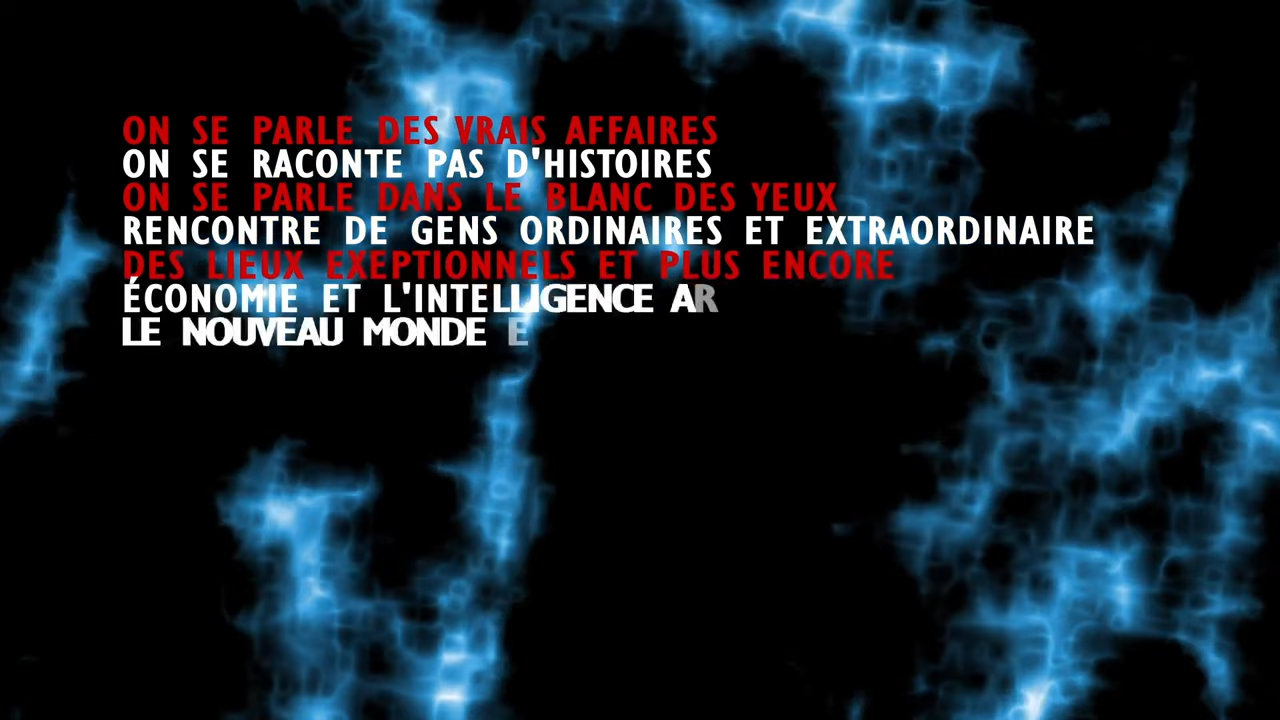 ON SE PARLE DES VRAIS AFFAIRES
ON SE RACONTE PAS D'HISTOIRES
ON SE PARLE DANS LE BLANC DES YEUX
RENCONTRE DE GENS ORDINAIRES ET EXTRAORDINAIRE
DES LIEUX EXEPTIONNELS ET PLUS ENCORE
ÉCONOMIE ET L'INTELLIGENCE AR
LE NOUVEAU MONDE E